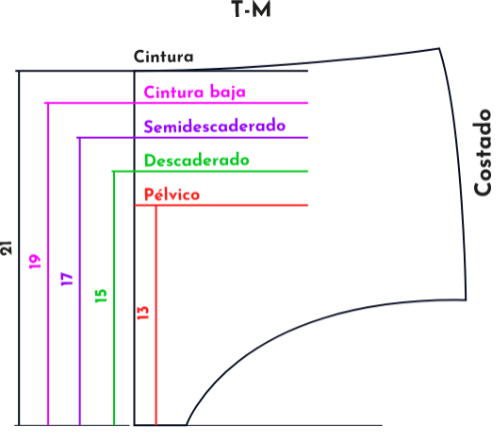 T-M
Cintura
Cintura baja
Semidescaderado
Descaderado
Pélvico
Costado
21
19
17
15
13